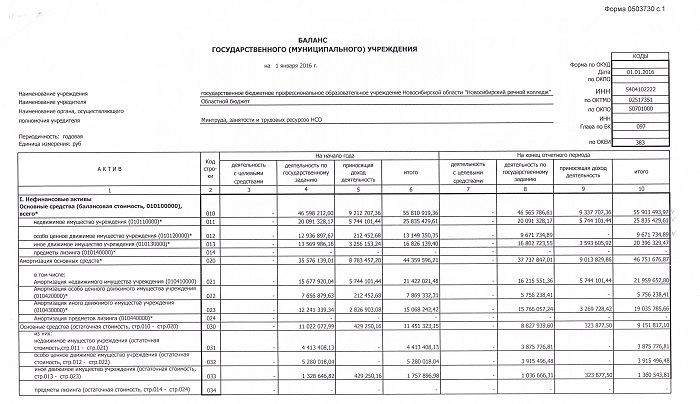 Форма 0503730 с.1
БАЛАНС
ГОСУДАРСТВЕННОГО (МУНИЦИПАЛЬНОГО) УЧРЕЖДЕНИЯ
на 1 января 2016 г.
КОДЫ
Форма по ОКУД
Дата 01.01.2016
по ОКПО
Наименование учреждения государственное бюджетное профессиональное образовательное учреждение Новосибирской области "Новосибирский речной колледж" ИНН 5404102222
Наименование учредителя Областной бюджет по ОКТМО 02517351
Наименование органа, осуществляющего по ОКПО 50701000
полномочия учредителя Минтруда, занятости и трудовых ресурсов НСО ИНН
Глава по БК 097
Периодичность: годовая
Единица измерения: руб по ОКЕИ 383
А К Т И В Код строки На начало года На конец отчетного периода
деятельность с целевыми средствами деятельность по государственному заданию приносящая доход деятельность итого деятельность с целевыми средствами деятельность по государственному заданию приносящая доход деятельность итого
1 2 3 4 5 6 7 8 9 10
I. Нефинансовые активы
Основные средства (балансовая стоимость, 010100000),
всего* 010 - 46 598 212,00 9 212 707,36 55 810 919,36 - 46 565 786,61 9 337 707,36 55 903 493,97
недвижимое имущество учреждения (010110000)* 011 - 20 091 328,17 5 744 101,44 25 835 429,61 - 20 091 328,17 5 744 101,44 25 835 429,61
особо ценное движимое имущество учреждения (010120000)* 012 - 12 936 897,67 212 452,68 13 149 350,35 - 9 671 734,89 - 9 671 734,89
иное движимое имущество учреждения (010130000)* 013 - 13 569 986,16 3 256 153,24 16 826 139,40 - 16 802 723,55 3 593 605,92 20 396 329,47
предметы лизинга (010140000)* 014 - - - - - - - -
Амортизация основных средств* 020 - 35 576 139,01 8 783 457,20 44 359 596,21 - 37 737 847,01 9 013 829,86 46 751 676,87
в том числе:
Амортизация недвижимого имущества учреждения (010410000) 021 - 15 677 920,04 5 744 101,44 21 422 021,48 - 16 215 551,36 5 744 101,44 21 959 652,80
Амортизация особо ценного движимого имущества учреждения
(010420000)* 022 - 7 656 879,63 212 452,68 7 869 332,31 - 5 756 238,41 - 5 756 238,41
Амортизация иного движимого имущества учреждения
(010430000)* 023 - 12 241 339,34 2 826 903,08 15 068 242,42 - 15 766 057,24 3 269 728,42 19 035 785,66
Амортизация предметов лизинга (010440000)* 024 - - - - - - - -
Основные средства (остаточная стоимость, стр.010 - стр.020) 030 - 11 022 072,99 429 250,16 11 451 323,15 - 8 827 939,60 323 877,50 9 151 817,10
из них:
недвижимое имущество учреждения (остаточная
стоимость,стр.011 - стр.021) 031 - 4 413 408,13 - 4 413 408,13 - 3 875 776,81 - 3 875 776,81
особо ценное движимое имущество учреждения (остаточная
стоимость, стр.012 - стр.022) 032 - 5 280 018,04 - 5 280 018,04 - 3 915 496,48 - 3 915 496,48
иное движимое имущество учреждения (остаточная стоимость,
стр.013 - стр.023) 033 - 1 328 646,82 429 250,16 1 757 896,98 - 1 036 666,31 323 877,50 1 360 543,81
предметы лизинга (остаточная стоимость, стр.014 - стр.024) 034 - - - - - - - -